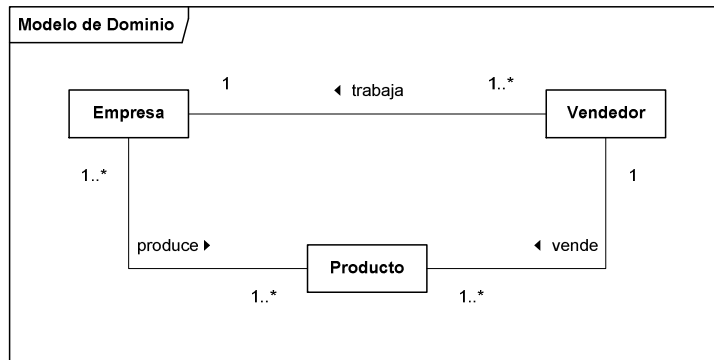 Modelo de Dominio
1 ◀ trabaja 1..*
Empresa Vendedor
1..* 1
produce ▶ ◀ vende
Producto
1..* 1..*